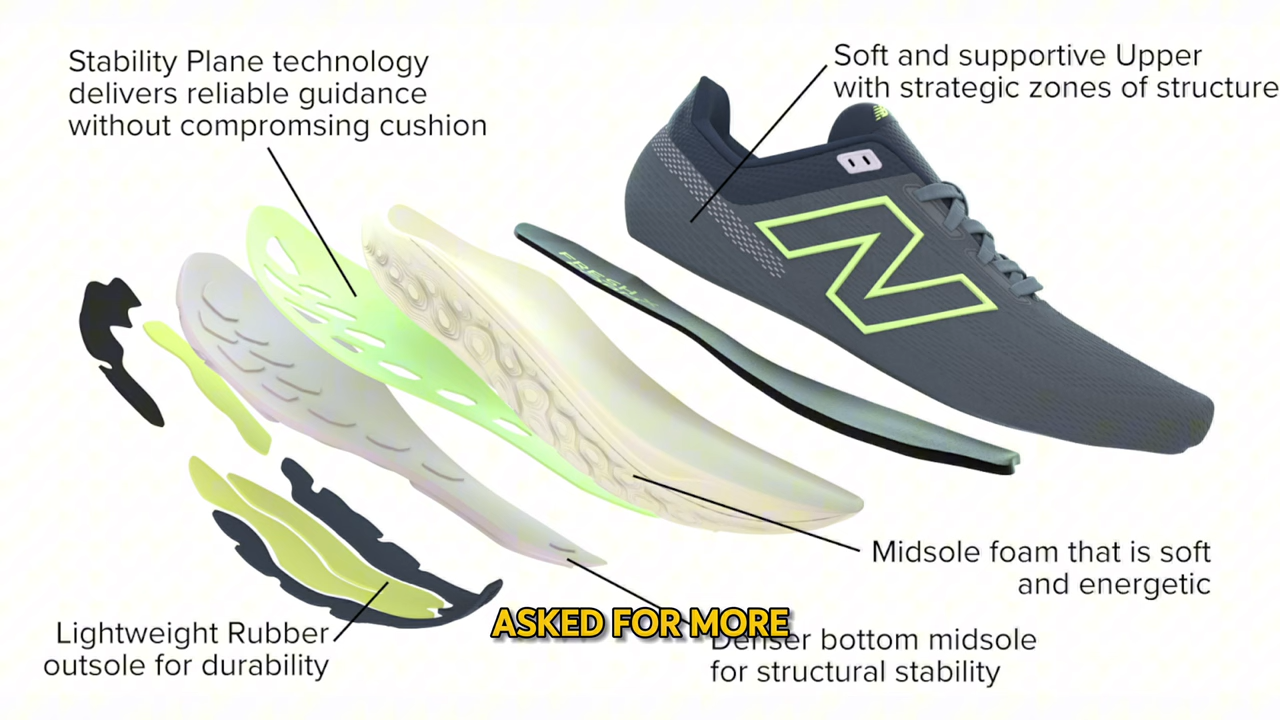 Stability Plane technology
delivers reliable guidance
without compromsing cushion
Soft and supportive Upper
with strategic zones of structure
FRESH X
Midsole foam that is soft
and energetic
ASKED FOR MORE
Lightweight Rubber
outsole for durability
Denser bottom midsole
for structural stability